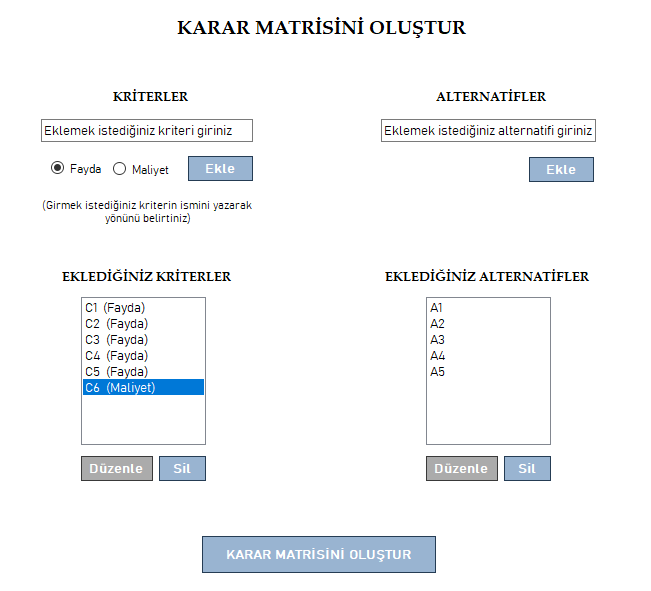 KARAR MATRİSİNİ OLUŞTUR
KRİTERLER
Eklemek istediğiniz kriteri giriniz
Fayda Maliyet Ekle
(Girmek istediğiniz kriterin ismini yazarak
yönünü belirtiniz)
ALTERNATİFLER
Eklemek istediğiniz alternatifi giriniz
Ekle
EKLEDİĞİNİZ KRİTERLER
C1 (Fayda)
C2 (Fayda)
C3 (Fayda)
C4 (Fayda)
C5 (Fayda)
C6 (Maliyet)
Düzenle Sil
EKLEDİĞİNİZ ALTERNATİFLER
A1
A2
A3
A4
A5
Düzenle Sil
KARAR MATRİSİNİ OLUŞTUR